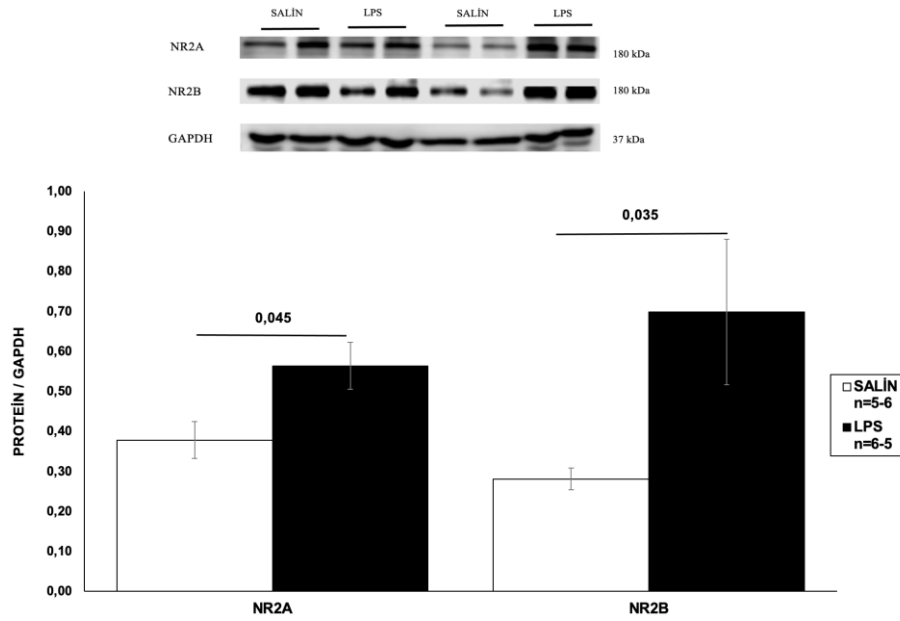 SALİN LPS SALİN LPS
NR2A 180 kDa
NR2B 180 kDa
GAPDH 37 kDa
1,00
0,90
0,80
0,70
0,60
0,50
0,40
0,30
0,20
0,10
0,00
PROTEİN / GAPDH
0,045
0,035
NR2A NR2B
SALİN
n=5-6
LPS
n=6-5